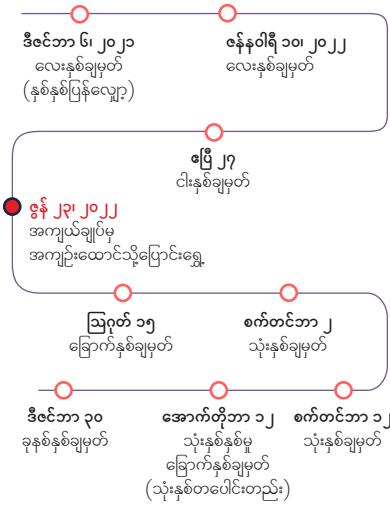 ဒီဇင်ဘာ ၆၊ ၂၀၂၁
လေးနှစ်ချမှတ်
(နှစ်နှစ်ပြန်လျှော့)
ဇန်နဝါရီ ၁၀၊ ၂၀၂၂
လေးနှစ်ချမှတ်
ဧပြီ ၂၇
ငါးနှစ်ချမှတ်
ဇွန် ၂၃၊ ၂၀၂၂
အကျယ်ချုပ်မှ
အကျဉ်းထောင်သို့ပြောင်းရွှေ့
ဩဂုတ် ၁၅
ခြောက်နှစ်ချမှတ်
စက်တင်ဘာ ၂
သုံးနှစ်ချမှတ်
ဒီဇင်ဘာ ၃၀
ခုနစ်နှစ်ချမှတ်
အောက်တိုဘာ ၁၂
သုံးနှစ်နှစ်မှု
ခြောက်နှစ်ချမှတ်
(သုံးနှစ်တပေါင်းတည်း)
စက်တင်ဘာ ၁၂
သုံးနှစ်ချမှတ်